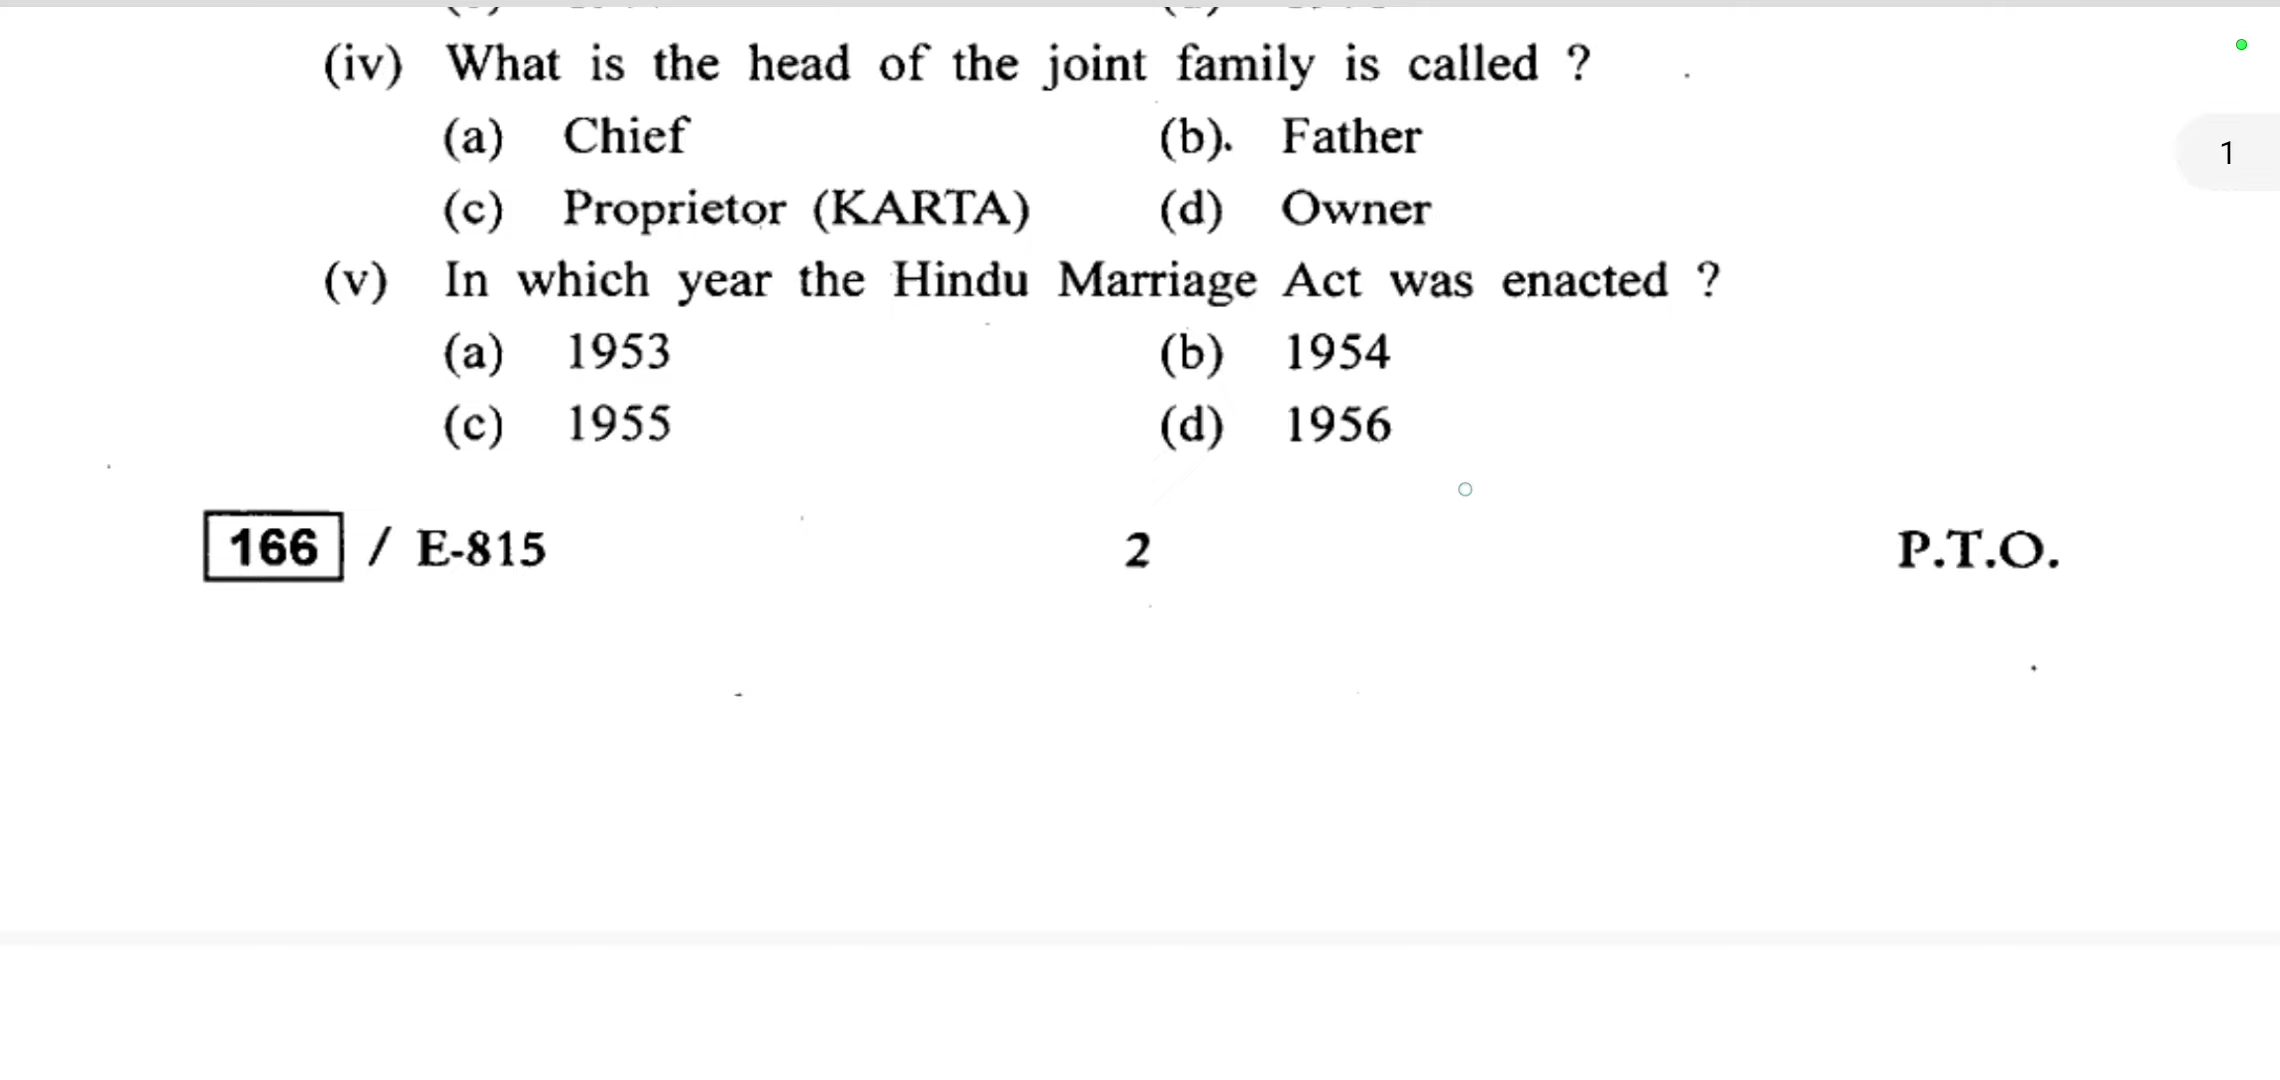 (iv) What is the head of the joint family is called ?
(a) Chief (b). Father
1
(c) Proprietor (KARTA) (d) Owner
(v) In which year the Hindu Marriage Act was enacted ?
(a) 1953 (b) 1954
(c) 1955 (d) 1956
166 / E-815 2 P.T.O.